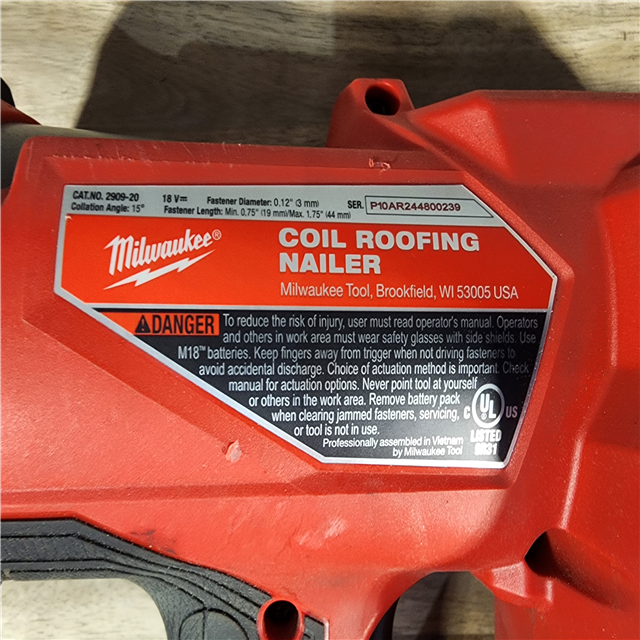 CAT.NO. 2909-20 18 V⎓ Fastener Diameter: 0.12" (3 mm) SER. P10AR244800239
Collation Angle: 15° Fastener Length: Min. 0.75" (19 mm)/Max. 1.75" (44 mm)
Milwaukee®
COIL ROOFING
NAILER
Milwaukee Tool, Brookfield, WI 53005 USA
DANGER To reduce the risk of injury, user must read operator's manual. Operators
and others in work area must wear safety glasses with side shields. Use
M18™ batteries. Keep fingers away from trigger when not driving fasteners to
avoid accidental discharge. Choice of actuation method is important. Check
manual for actuation options. Never point tool at yourself
or others in the work area. Remove battery pack
when clearing jammed fasteners, servicing,
or tool is not in use.
Professionally assembled in Vietnam
by Milwaukee Tool
C UL US
LISTED